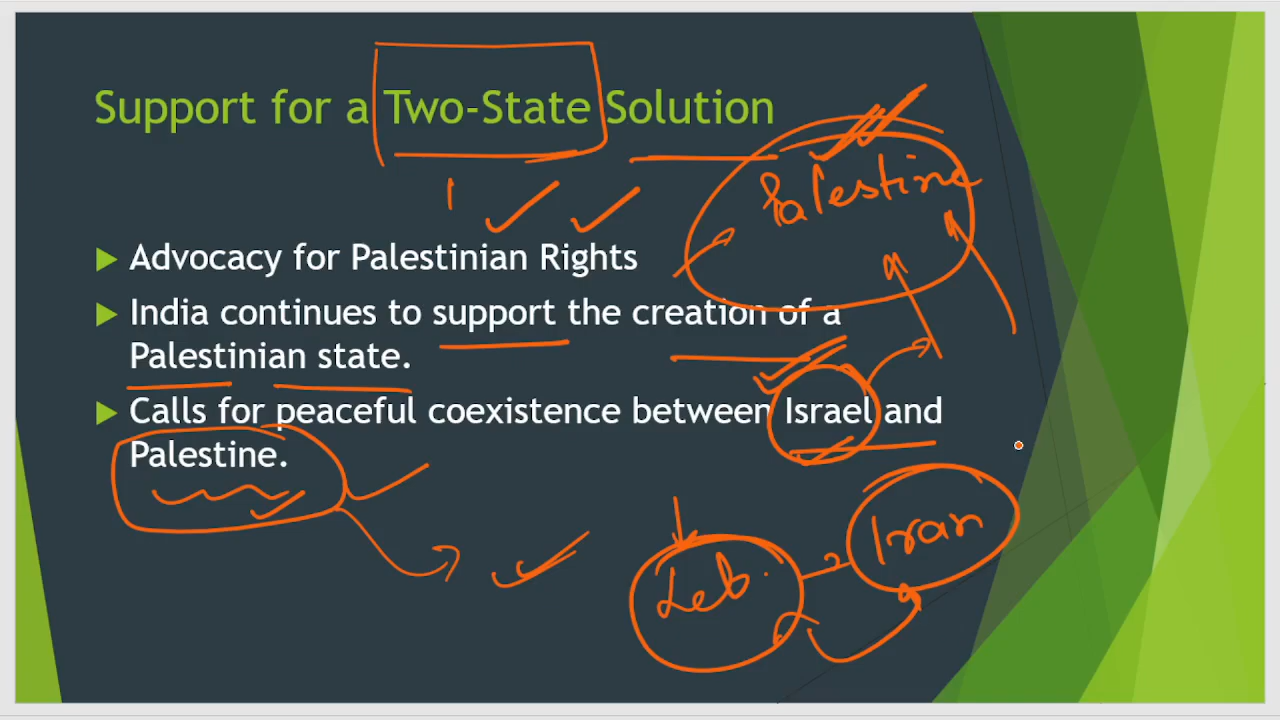 Support for a Two-State Solution
Palestine
Advocacy for Palestinian Rights
India continues to support the creation of a
Palestinian state.
Calls for peaceful coexistence between Israel and
Palestine.
Iran
Leb.